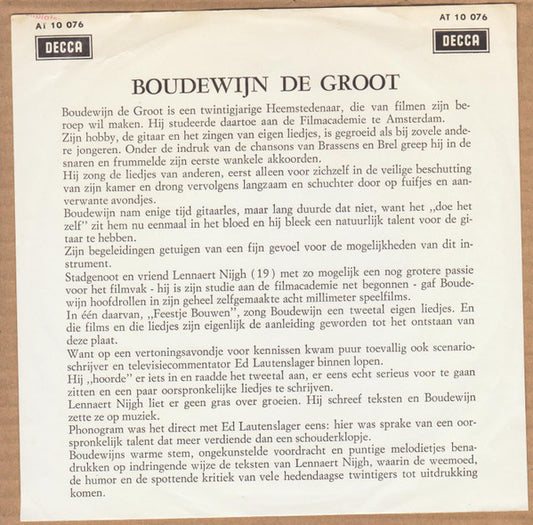 AT 10 076
AT 10 076
DECCA
DECCA
BOUDEWIJN DE GROOT
Boudewijn de Groot is een twintigjarige Heemstedenaar, die van filmen zijn be-
roep wil maken. Hij studeerde daartoe aan de Filmacademie te Amsterdam.
Zijn hobby, de gitaar en het zingen van eigen liedjes, is gegroeid als bij zovele ande-
re jongeren. Onder de indruk van de chansons van Brassens en Brel greep hij in de
snaren en frummelde zijn eerste wankele akkoorden.
Hij zong de liedjes van anderen, eerst alleen voor zichzelf in de veilige beschutting
van zijn kamer en drong vervolgens langzaam en schuchter door op fuifjes en aan-
verwante avondjes.
Boudewijn nam enige tijd gitaarles, maar lang duurde dat niet, want het „doe het
zelf” zit hem nu eenmaal in het bloed en hij bleek een natuurlijk talent voor de gi-
taar te hebben.
Zijn begeleidingen getuigen van een fijn gevoel voor de mogelijkheden van dit in-
strument.
Stadgenoot en vriend Lennaert Nijgh (19) met zo mogelijk een nog grotere passie
voor het filmvak - hij is zijn studie aan de filmacademie net begonnen - gaf Boude-
wijn hoofdrollen in zijn geheel zelfgemaakte acht millimeter speelfilms.
In één daarvan, „Feestje Bouwen”, zong Boudewijn een tweetal eigen liedjes. En
die films en die liedjes zijn eigenlijk de aanleiding geworden tot het ontstaan van
deze plaat.
Want op een vertoningsavondje voor kennissen kwam puur toevallig ook scenario-
schrijver en televisiecommentator Ed Lautenslager binnen lopen.
Hij „hoorde” er iets in en raadde het tweetal aan, er eens echt serieus voor te gaan
zitten en een paar oorspronkelijke liedjes te schrijven.
Lennaert Nijgh liet er geen gras over groeien. Hij schreef teksten en Boudewijn
zette ze op muziek.
Phonogram was het direct met Ed Lautenslager eens: hier was sprake van een oor-
spronkelijk talent dat meer verdiende dan een schouderklopje.
Boudewijns warme stem, ongekunstelde voordracht en puntige melodietjes bena-
drukken op indringende wijze de teksten van Lennaert Nijgh, waarin de weemoed,
de humor en de spottende kritiek van vele hedendaagse twintigers tot uitdrukking
komen.